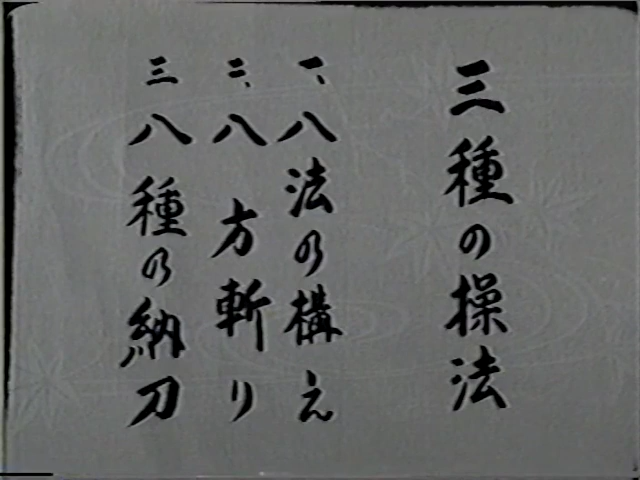 三種の操法
一、八法の構え
二、八方斬り
三八種の納刀